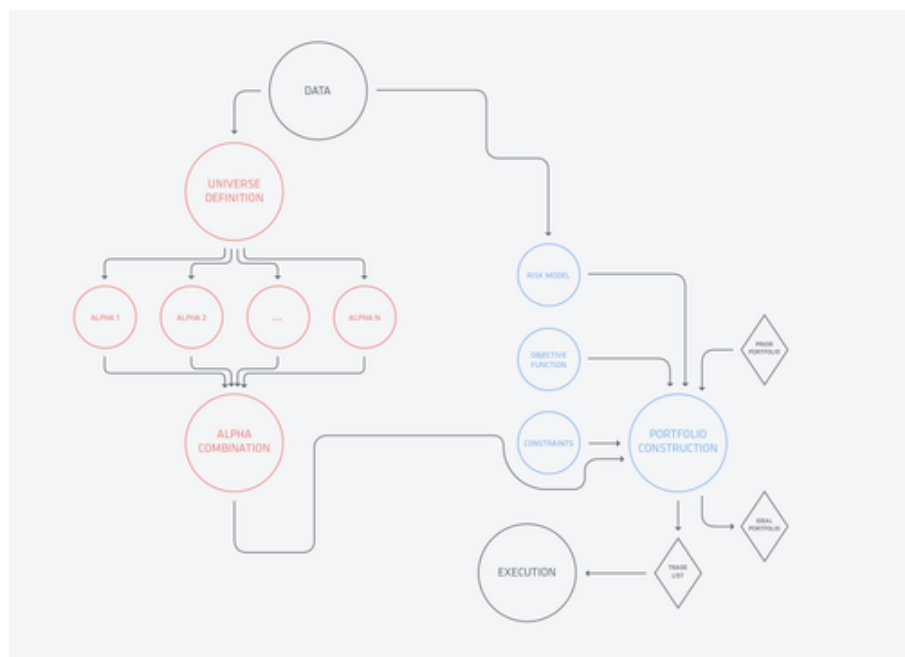 DATA
UNIVERSE
DEFINITION
ALPHA 1
ALPHA 2
....
ALPHA N
ALPHA
COMBINATION
RISK MODEL
OBJECTIVE
FUNCTION
CONSTRAINTS
PRIOR
PORTFOLIO
PORTFOLIO
CONSTRUCTION
IDEAL
PORTFOLIO
TRADE
LIST
EXECUTION